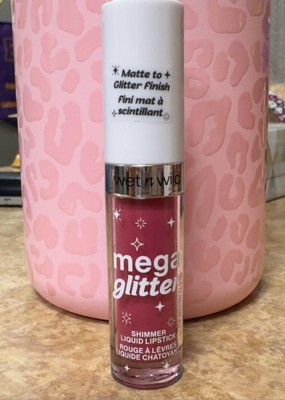 Matte to
Glitter Finish
Fini mat à
scintillant
wet n wild
mega
glitter
SHIMMER
LIQUID LIPSTICK
ROUGE À LÈVRES
LIQUIDE CHATOYANT